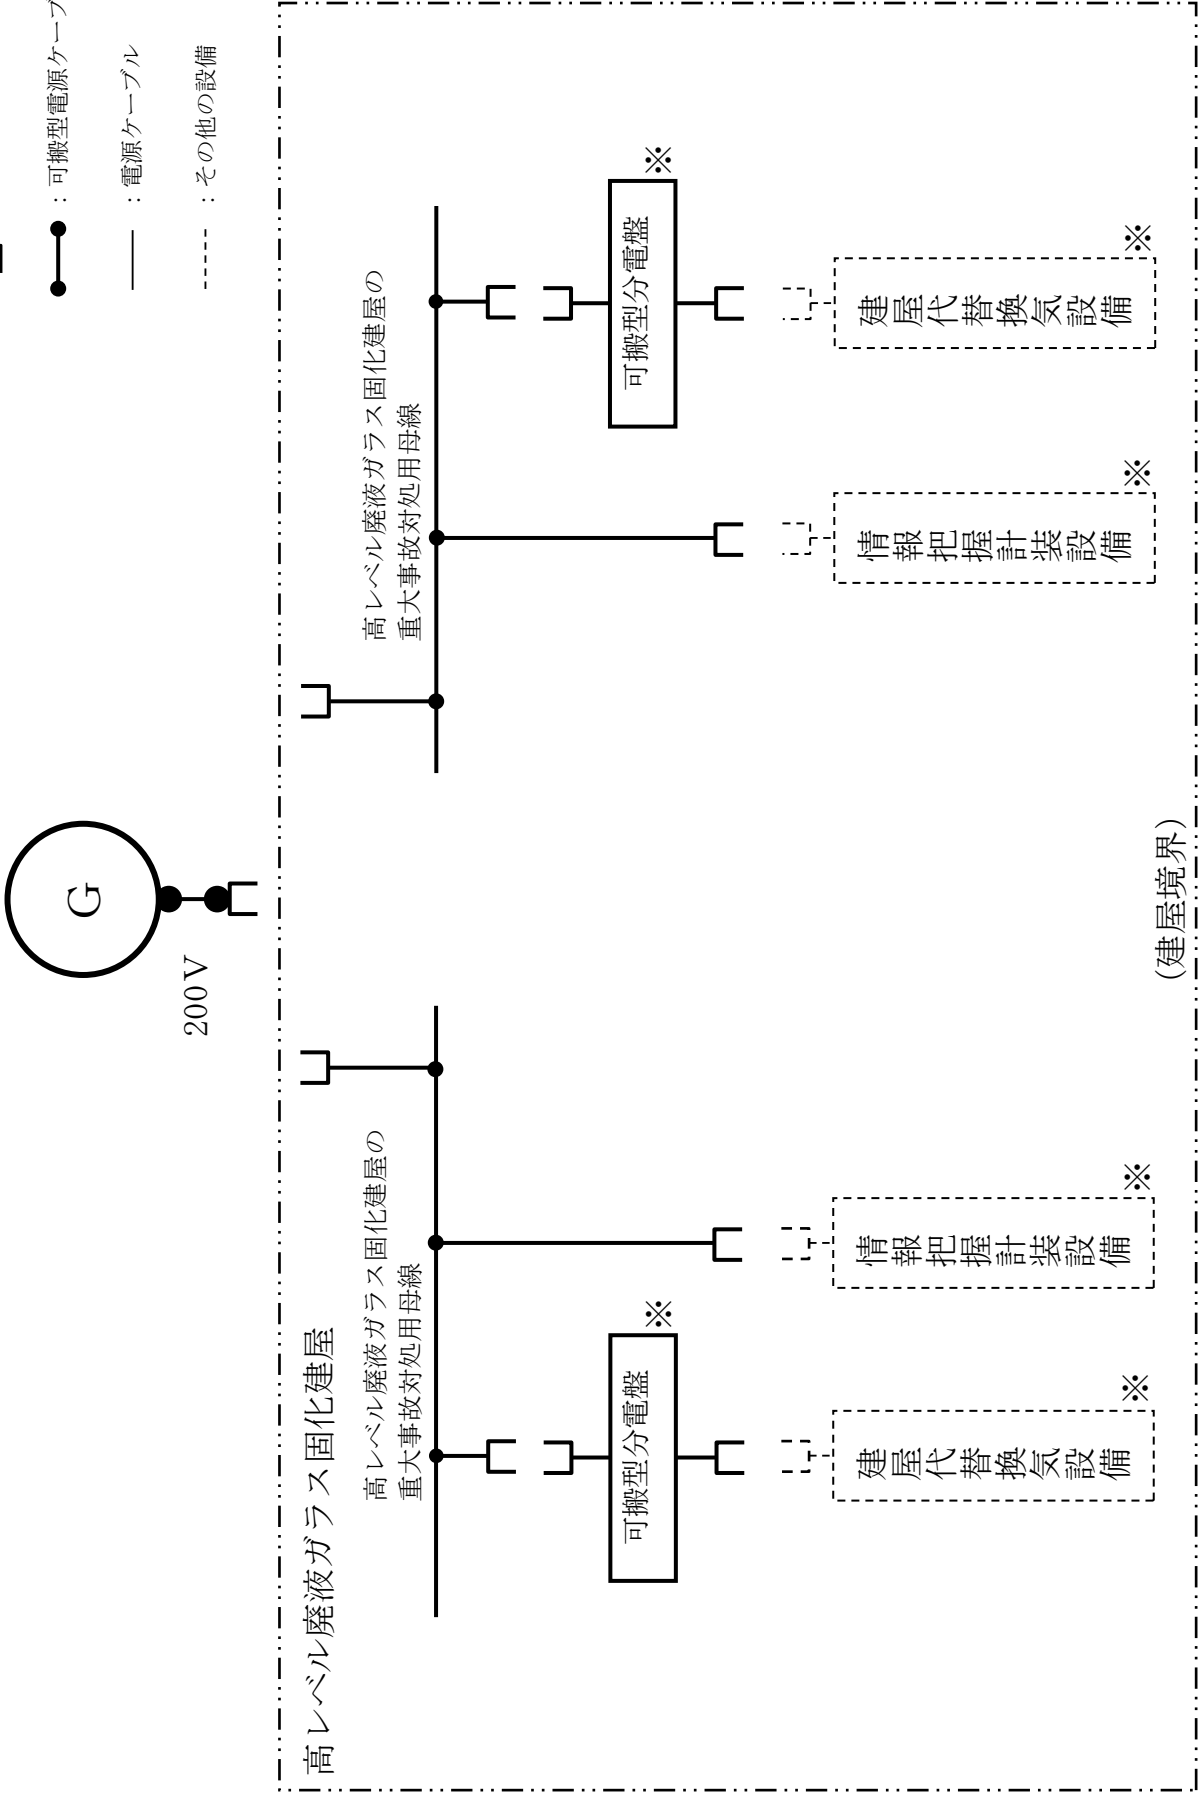 ：可搬型電源ケーブ
：電源ケーブル
：その他の設備
G
200V
高レベル廃液ガラス固化建屋
高レベル廃液ガラス固化建屋の
重大事故対処用母線
高レベル廃液ガラス固化建屋の
重大事故対処用母線
可搬型分電盤
※
可搬型分電盤
※
建屋代替換気設備
※
情報把握計装設備
※
情報把握計装設備
※
建屋代替換気設備
※
(建屋境界)